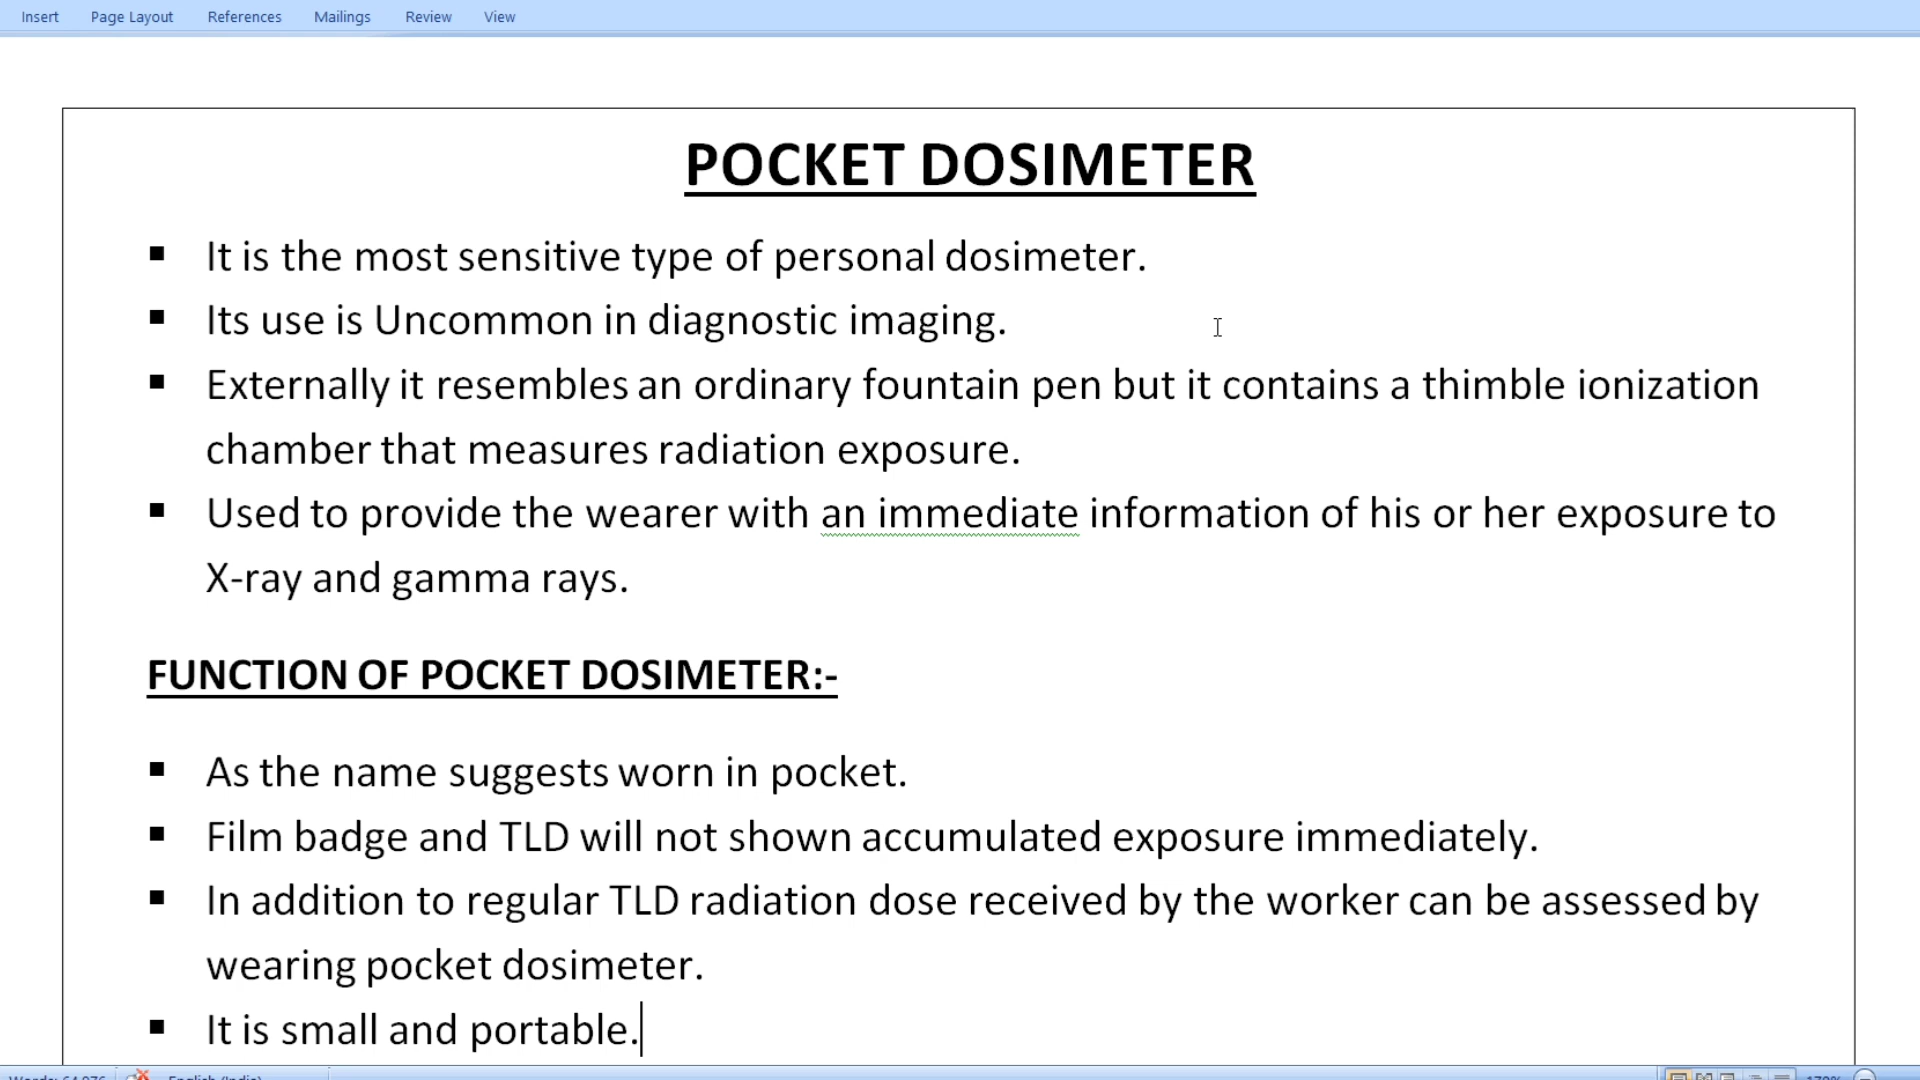 Insert Page Layout References Mailings Review View
POCKET DOSIMETER
▪ It is the most sensitive type of personal dosimeter.
▪ Its use is Uncommon in diagnostic imaging.
▪ Externally it resembles an ordinary fountain pen but it contains a thimble ionization
chamber that measures radiation exposure.
▪ Used to provide the wearer with an immediate information of his or her exposure to
X-ray and gamma rays.
FUNCTION OF POCKET DOSIMETER:-
▪ As the name suggests worn in pocket.
▪ Film badge and TLD will not shown accumulated exposure immediately.
▪ In addition to regular TLD radiation dose received by the worker can be assessed by
wearing pocket dosimeter.
▪ It is small and portable.
English (India)